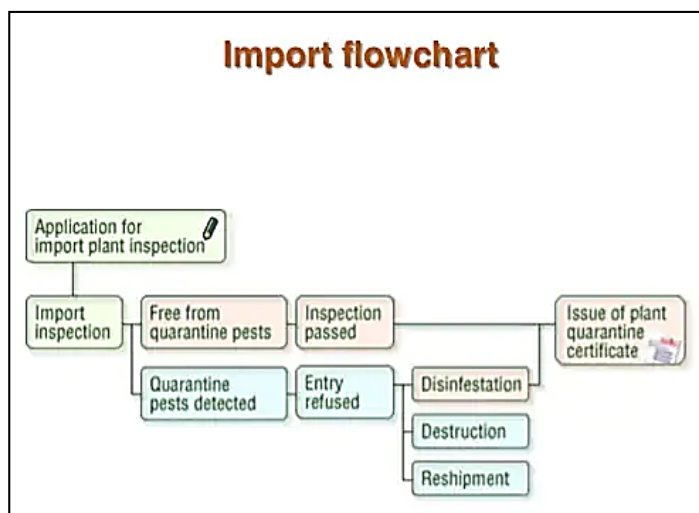 Import flowchart
Application for
import plant inspection
Import
inspection
Free from
quarantine pests
Inspection
passed
Issue of plant
quarantine
certificate
Quarantine
pests detected
Entry
refused
Disinfestation
Destruction
Reshipment